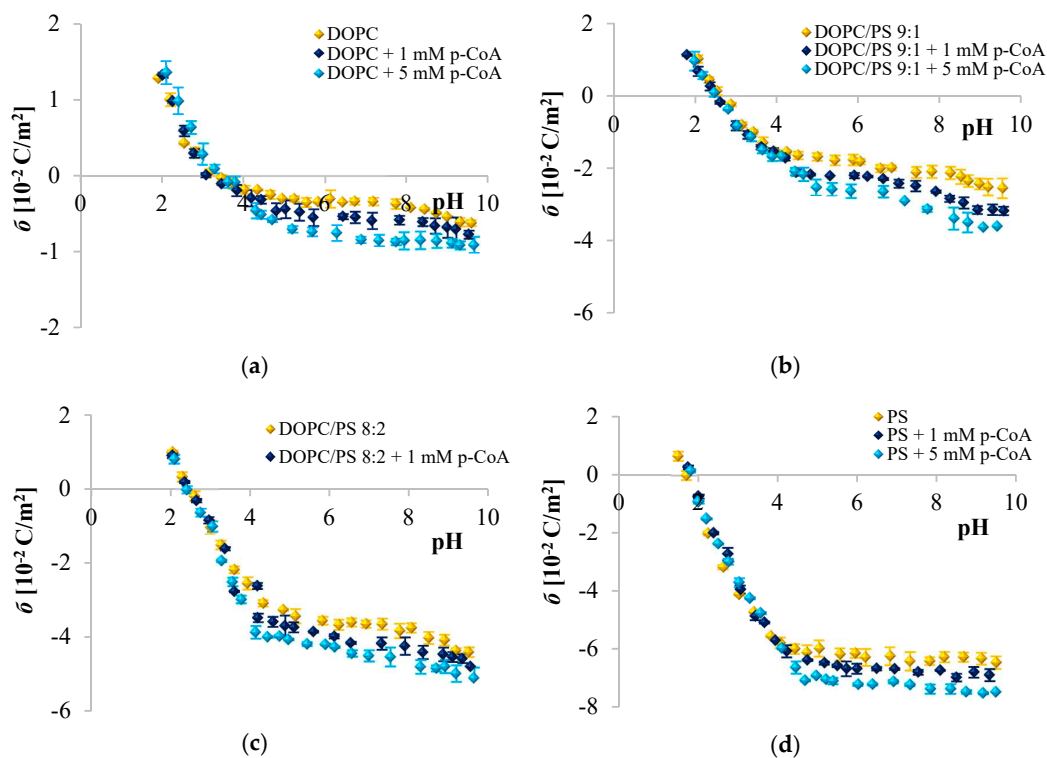 2
DOPC
DOPC + 1 mM p-CoA
DOPC + 5 mM p-CoA
1
0
0 2 4 6 8 10
pH
-1
-2
б [10⁻² C/m²]
(a)
2
DOPC/PS 9:1
DOPC/PS 9:1 + 1 mM p-CoA
DOPC/PS 9:1 + 5 mM p-CoA
0
0 2 4 6 8 10
pH
-2
-4
-6
б [10⁻² C/m²]
(b)
2
DOPC/PS 8:2
DOPC/PS 8:2 + 1 mM p-CoA
0
0 2 4 6 8 10
pH
-2
-4
-6
б [10⁻² C/m²]
(c)
2
PS
PS + 1 mM p-CoA
PS + 5 mM p-CoA
0
0 2 4 6 8 10
pH
-2
-4
-6
-8
б [10⁻² C/m²]
(d)